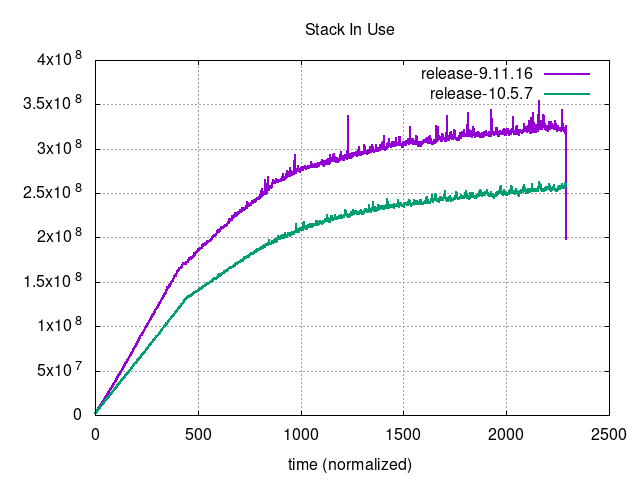 Stack In Use
4x10^8
3.5x10^8
3x10^8
2.5x10^8
2x10^8
1.5x10^8
1x10^8
5x10^7
0
release-9.11.16
release-10.5.7
0 500 1000 1500 2000 2500
time (normalized)